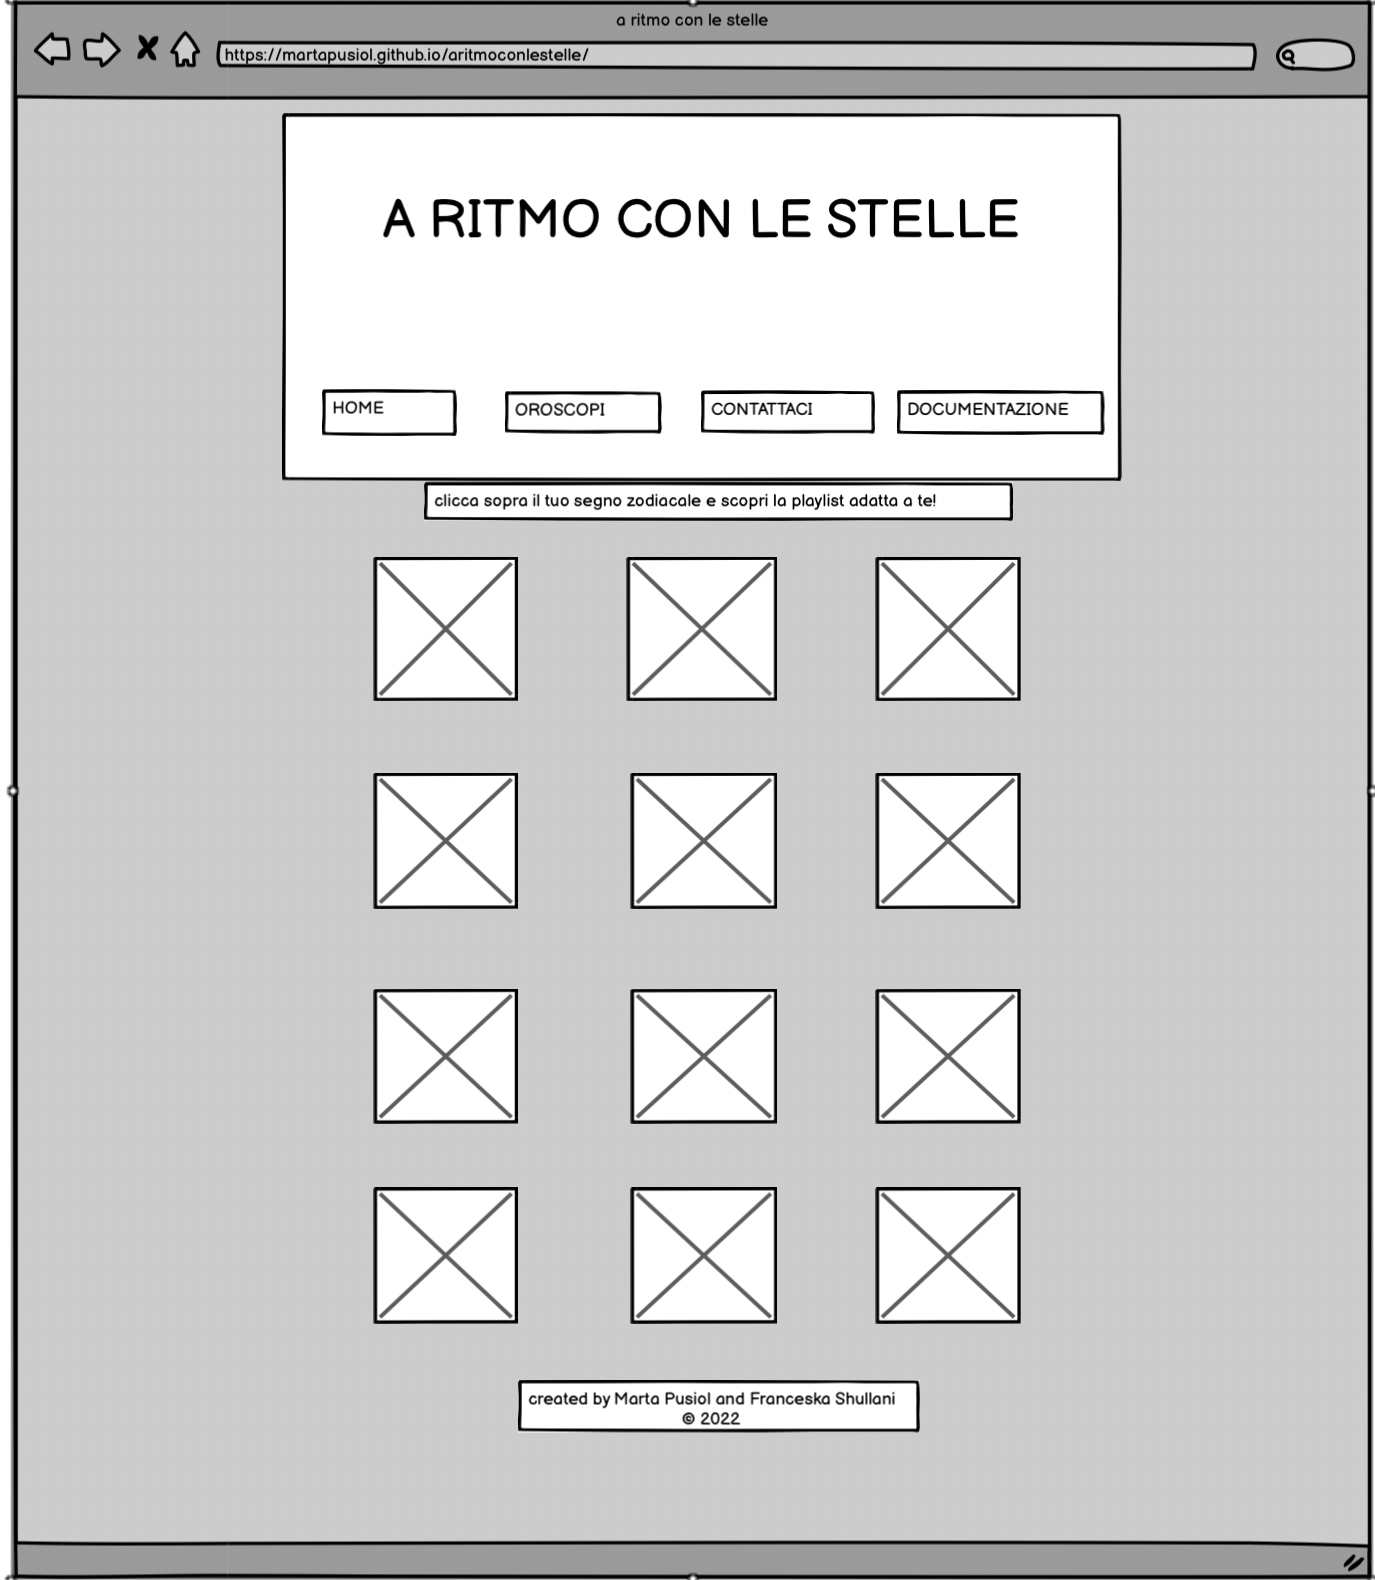 a ritmo con le stelle
https://martapusiol.github.io/aritmoconlestelle/
A RITMO CON LE STELLE
HOME
OROSCOPI
CONTATTACI
DOCUMENTAZIONE
clicca sopra il tuo segno zodiacale e scopri la playlist adatta a te!
created by Marta Pusiol and Franceska Shullani
© 2022